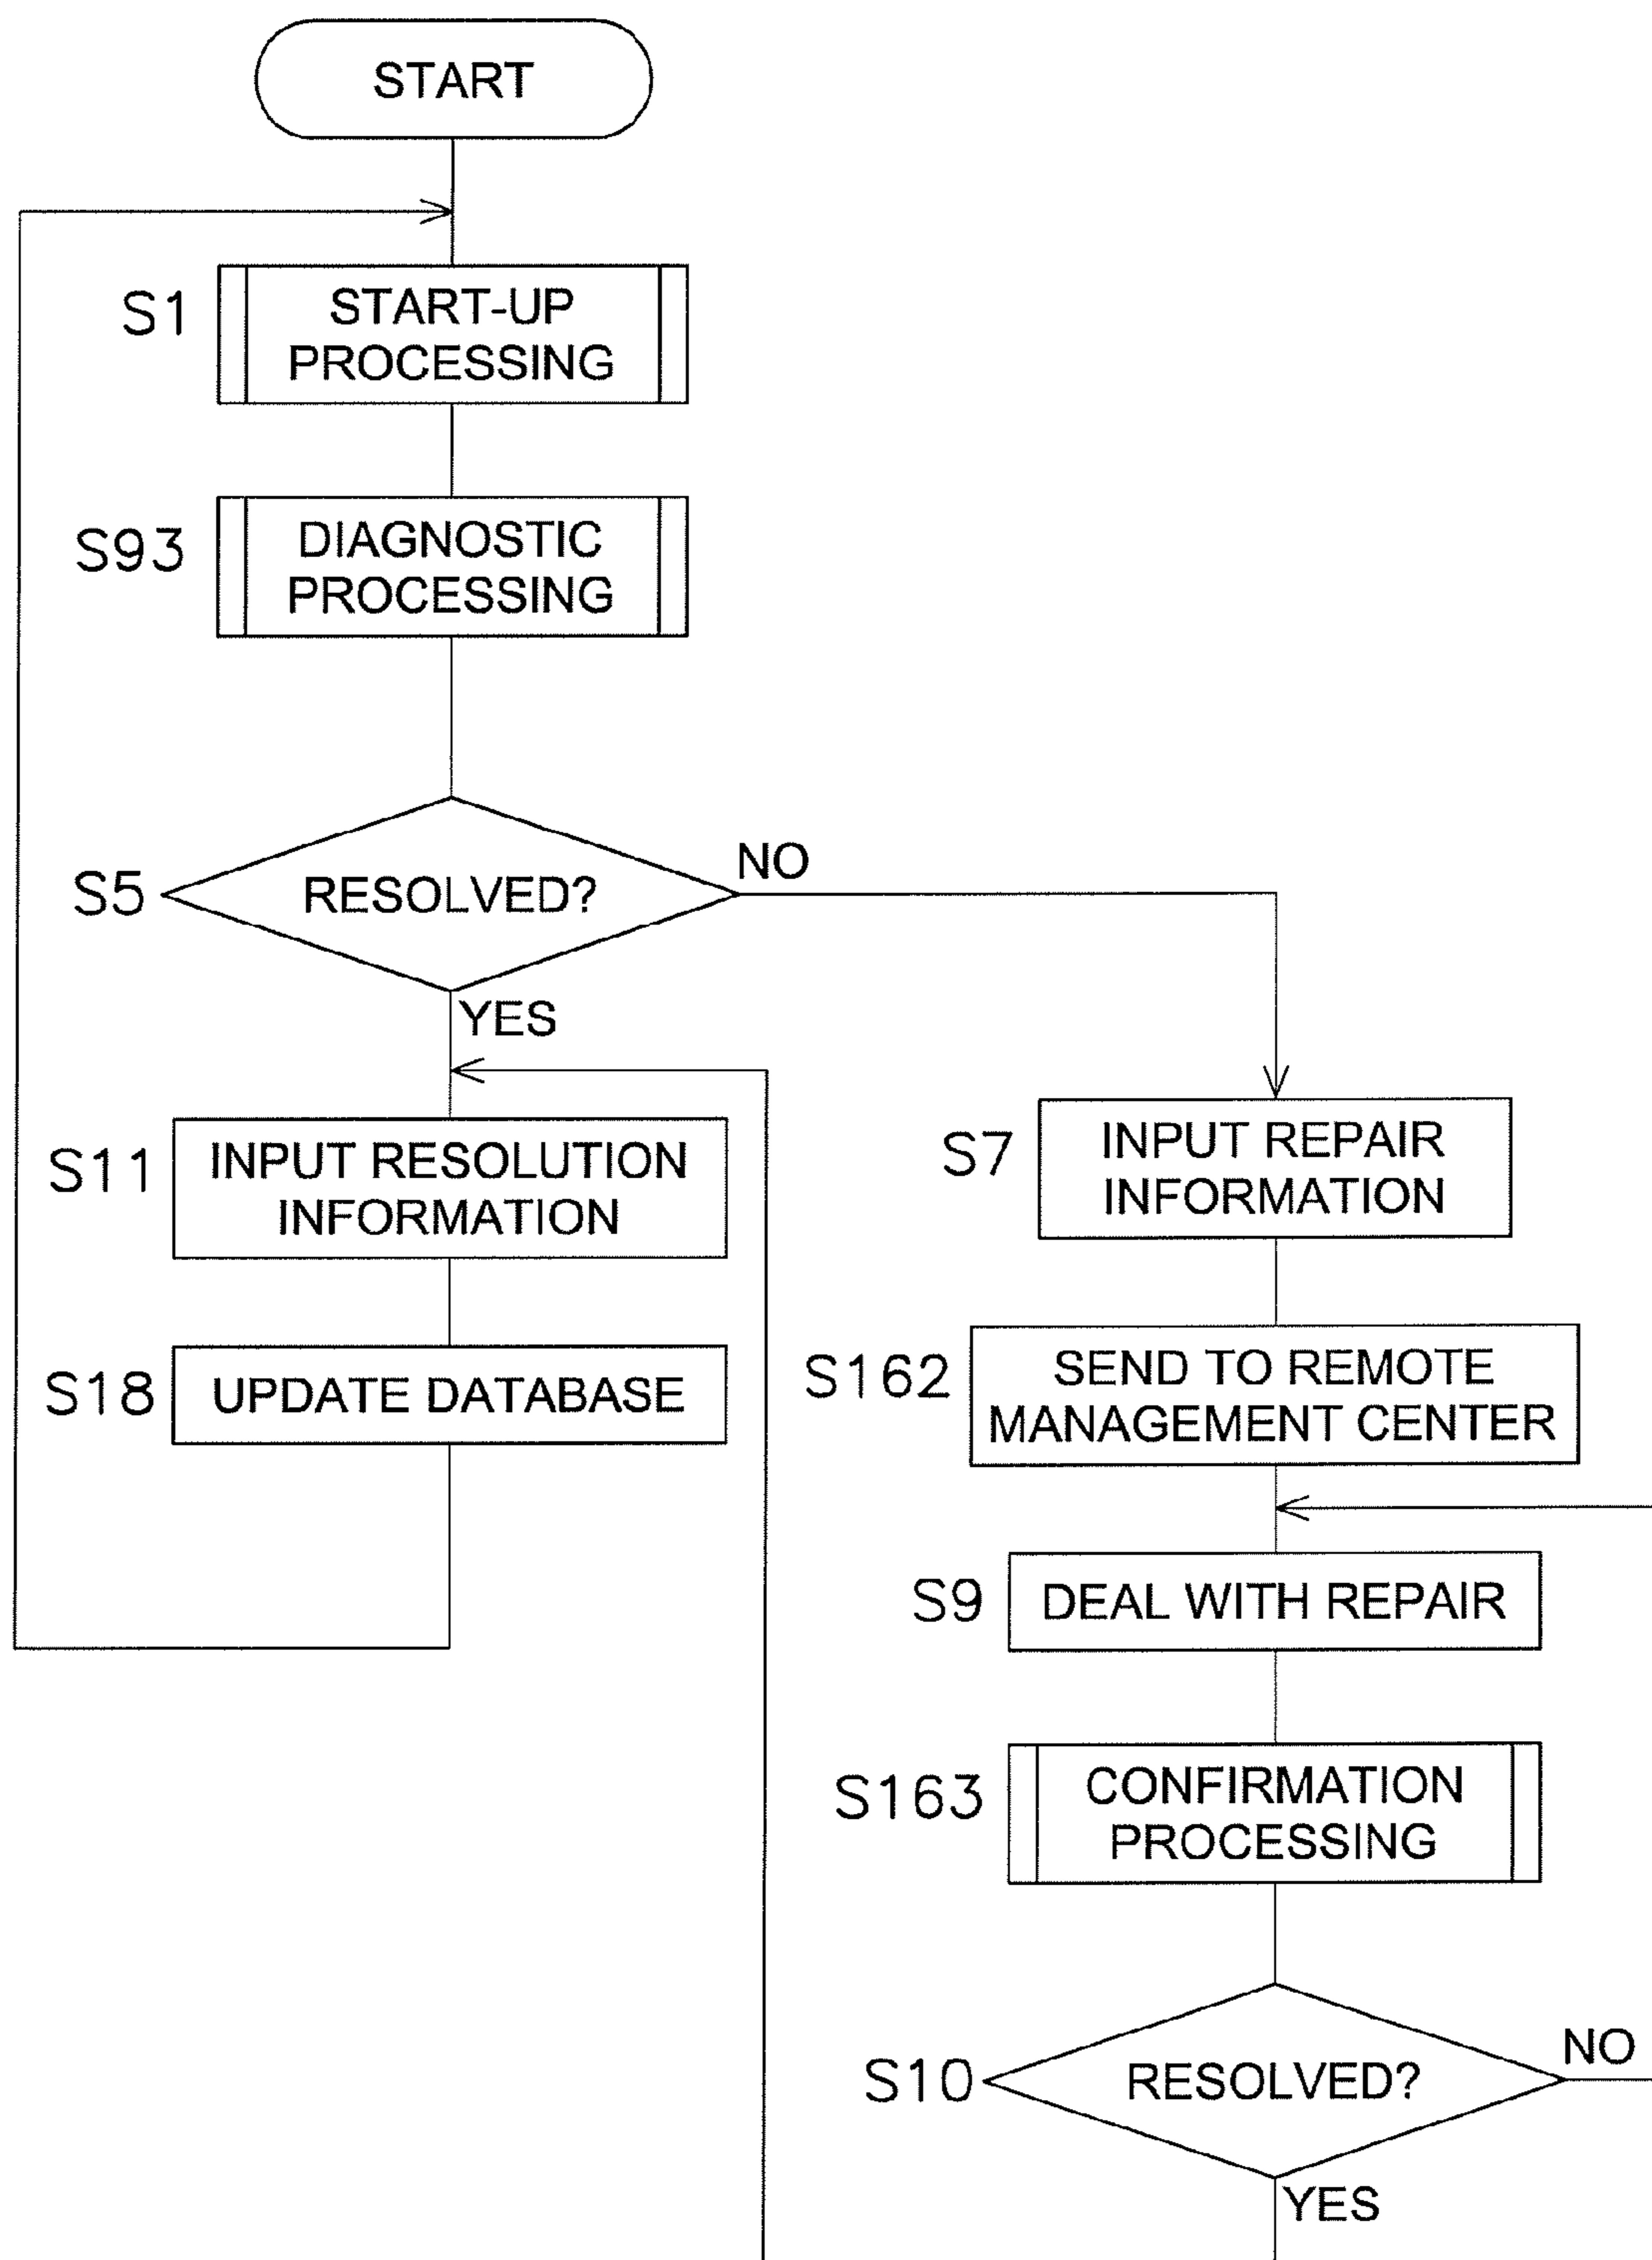 START
S1
START-UP
PROCESSING
S93
DIAGNOSTIC
PROCESSING
S5
RESOLVED?
NO
YES
S11
INPUT RESOLUTION
INFORMATION
S18
UPDATE DATABASE
S7
INPUT REPAIR
INFORMATION
S162
SEND TO REMOTE
MANAGEMENT CENTER
S9
DEAL WITH REPAIR
S163
CONFIRMATION
PROCESSING
S10
RESOLVED?
NO
YES